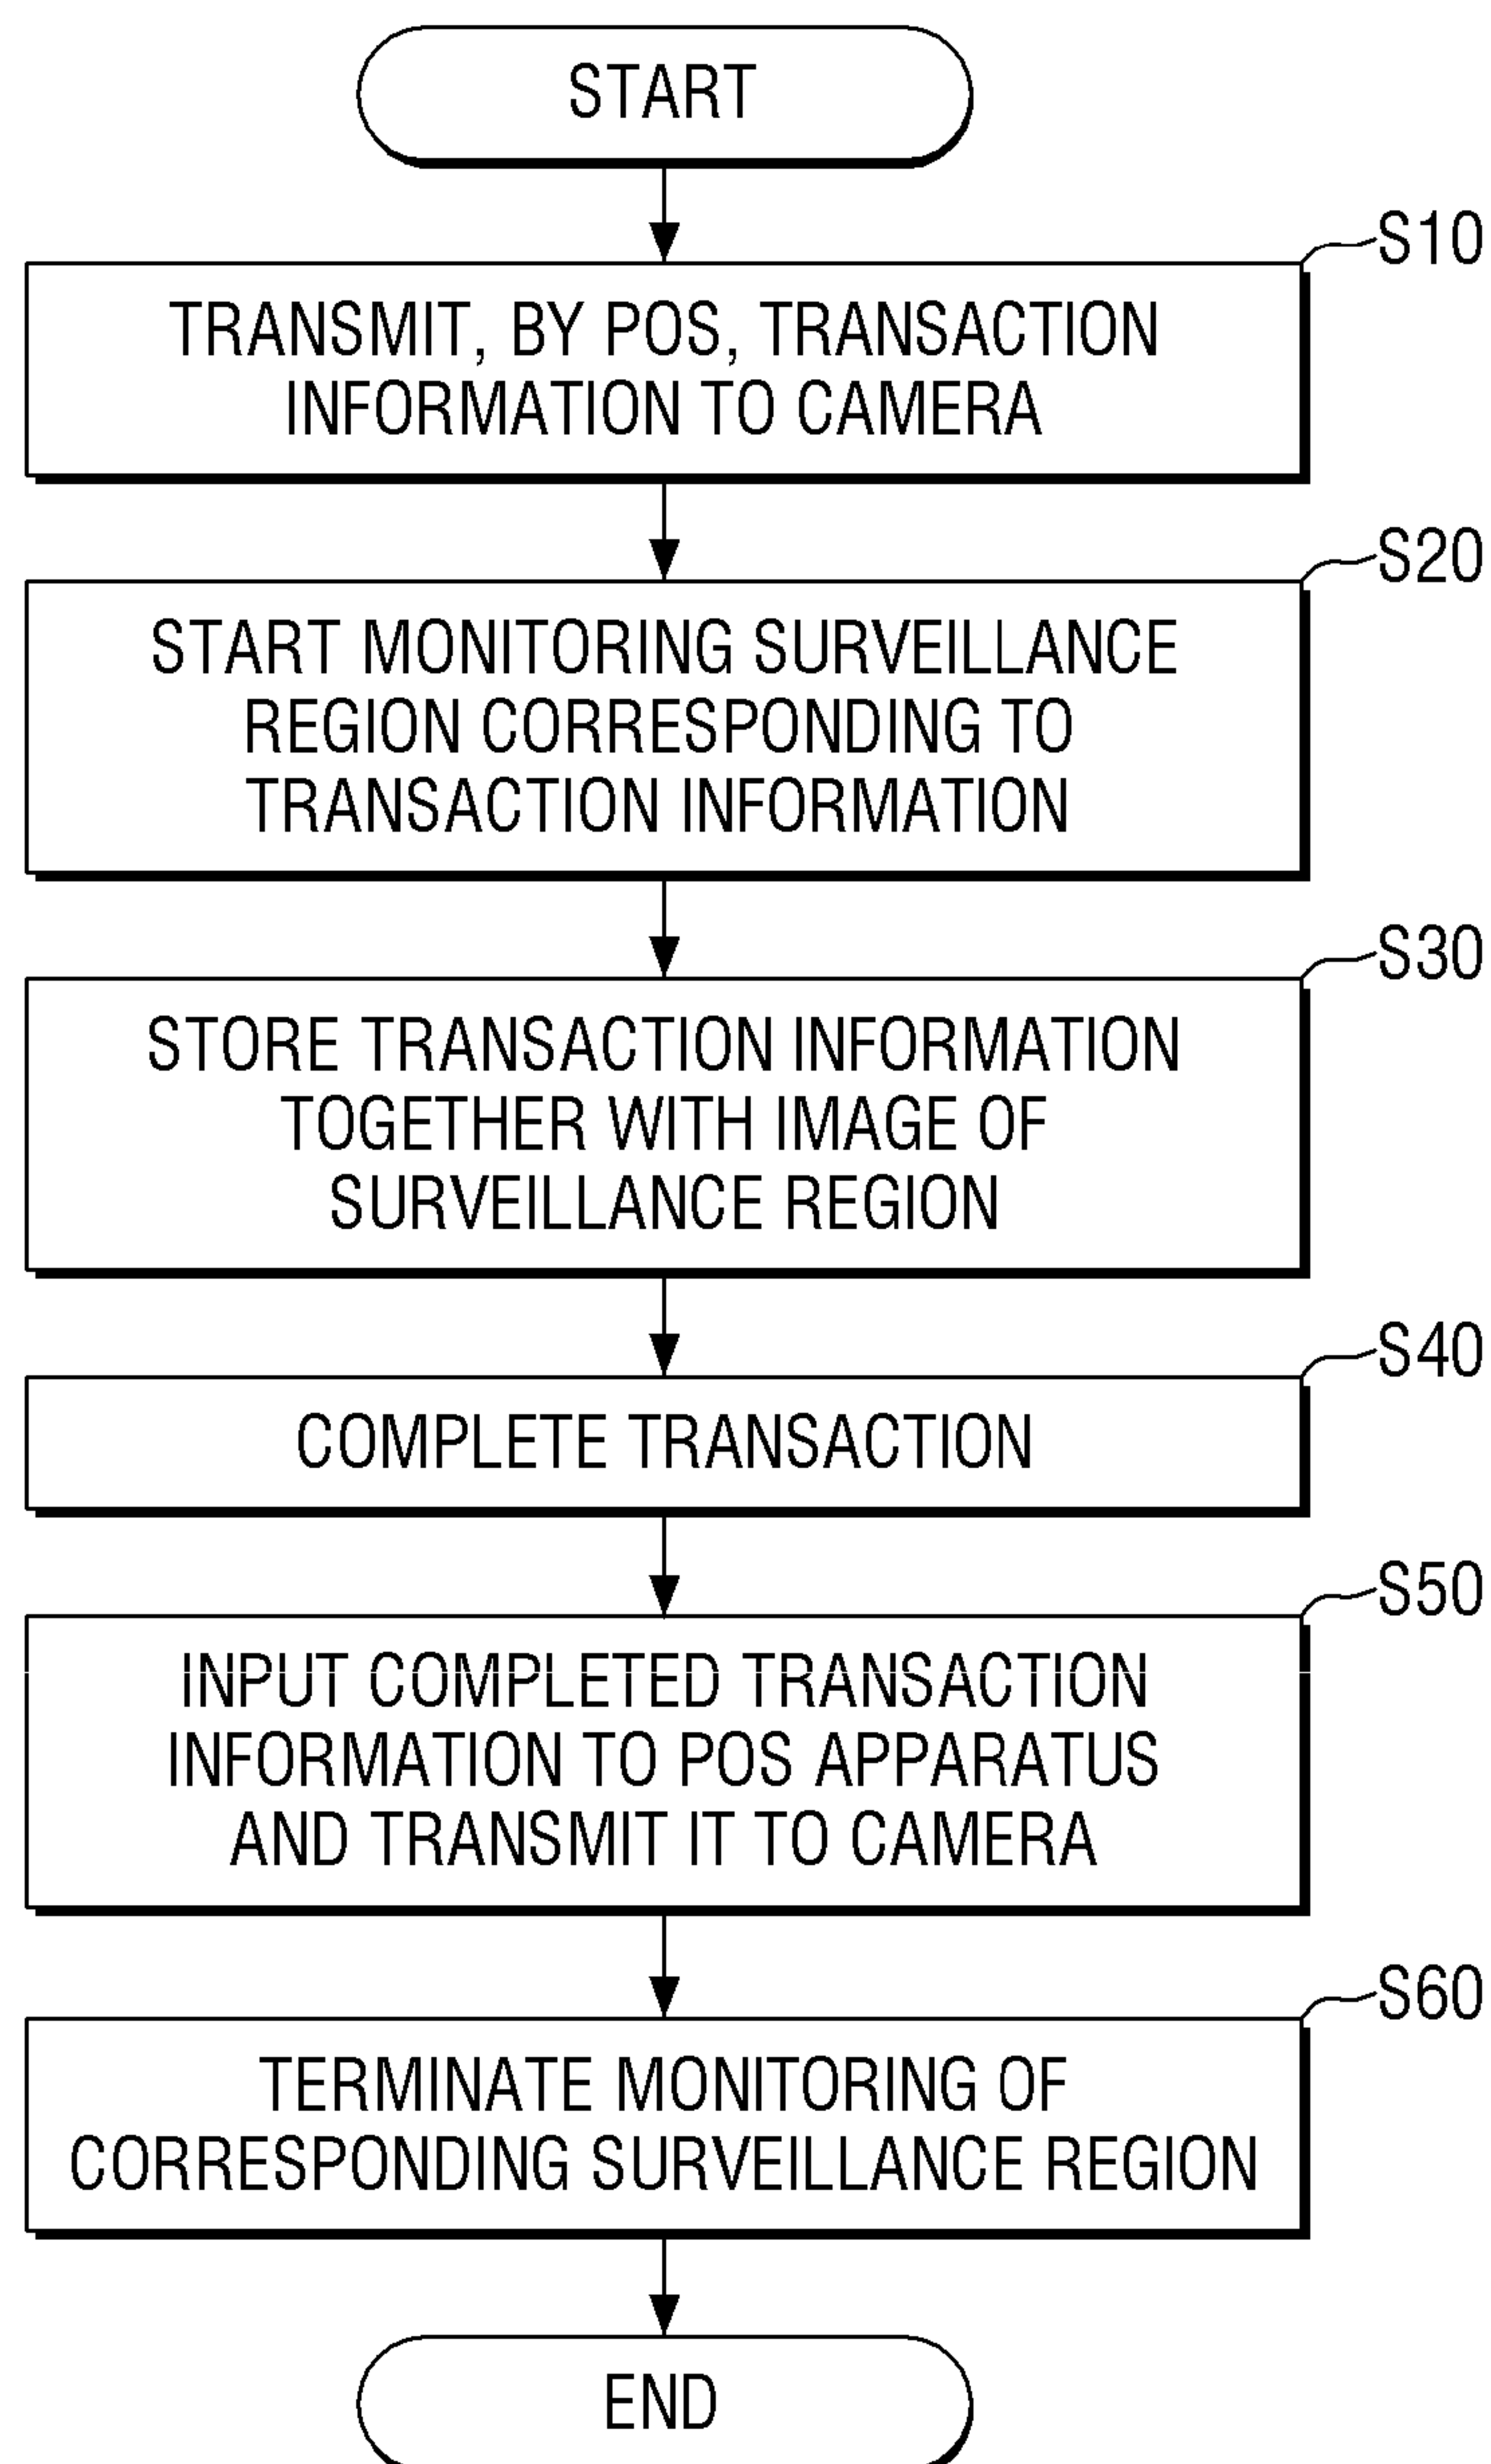 START
S10
TRANSMIT, BY POS, TRANSACTION
INFORMATION TO CAMERA
S20
START MONITORING SURVEILLANCE
REGION CORRESPONDING TO
TRANSACTION INFORMATION
S30
STORE TRANSACTION INFORMATION
TOGETHER WITH IMAGE OF
SURVEILLANCE REGION
S40
COMPLETE TRANSACTION
S50
INPUT COMPLETED TRANSACTION
INFORMATION TO POS APPARATUS
AND TRANSMIT IT TO CAMERA
S60
TERMINATE MONITORING OF
CORRESPONDING SURVEILLANCE REGION
END